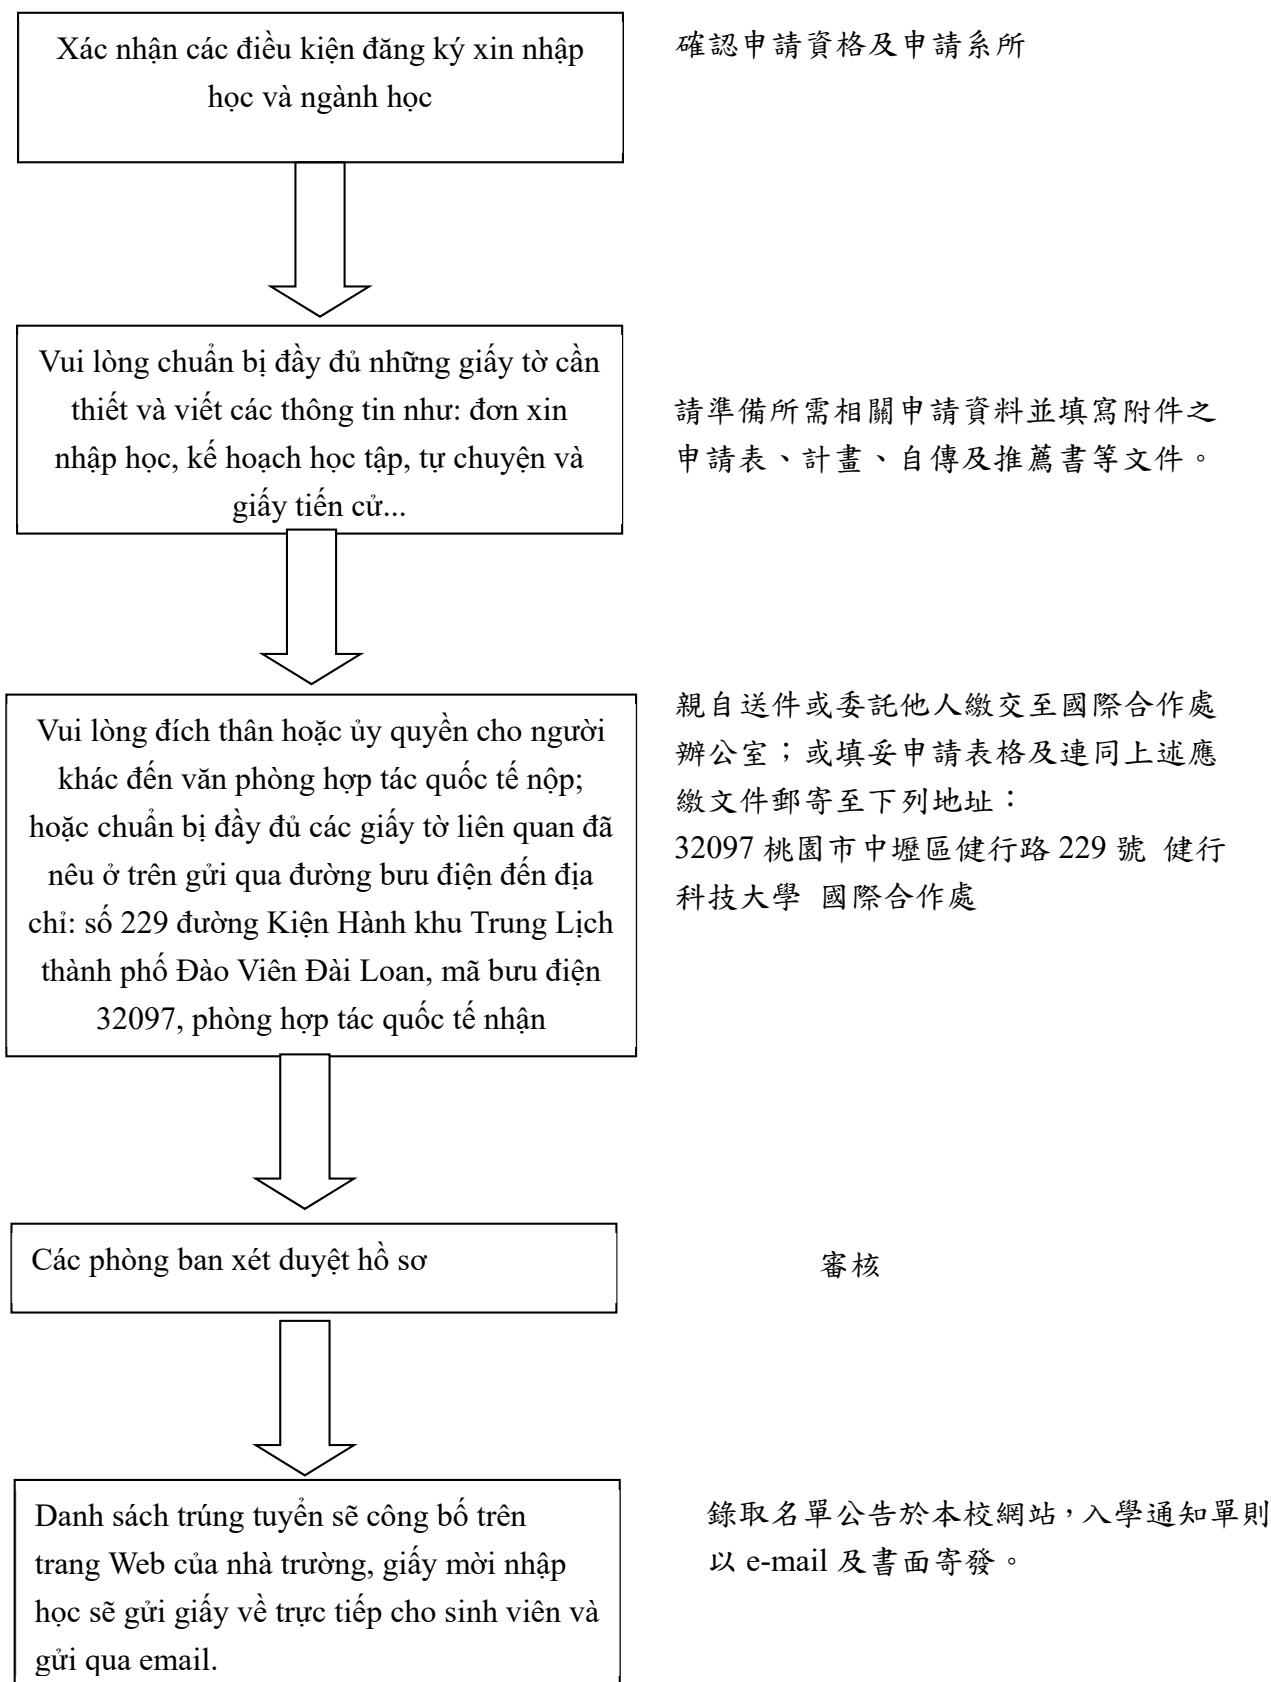 Xác nhận các điều kiện đăng ký xin nhập
học và ngành học
確認申請資格及申請系所
Vui lòng chuẩn bị đầy đủ những giấy tờ cần
thiết và viết các thông tin như: đơn xin
nhập học, kế hoạch học tập, tự chuyện và
giấy tiến cử...
請準備所需相關申請資料並填寫附件之
申請表、計畫、自傳及推薦書等文件。
Vui lòng đích thân hoặc ủy quyền cho người
khác đến văn phòng hợp tác quốc tế nộp;
hoặc chuẩn bị đầy đủ các giấy tờ liên quan đã
nêu ở trên gửi qua đường bưu điện đến địa
chỉ: số 229 đường Kiện Hành khu Trung Lịch
thành phố Đào Viên Đài Loan, mã bưu điện
32097, phòng hợp tác quốc tế nhận
親自送件或委託他人繳交至國際合作處
辦公室；或填妥申請表格及連同上述應
繳文件郵寄至下列地址：
32097 桃園市中壢區健行路 229 號 健行
科技大學 國際合作處
Các phòng ban xét duyệt hồ sơ
審核
Danh sách trúng tuyển sẽ công bố trên
trang Web của nhà trường, giấy mời nhập
học sẽ gửi giấy về trực tiếp cho sinh viên và
gửi qua email.
錄取名單公告於本校網站，入學通知單則
以 e-mail 及書面寄發。